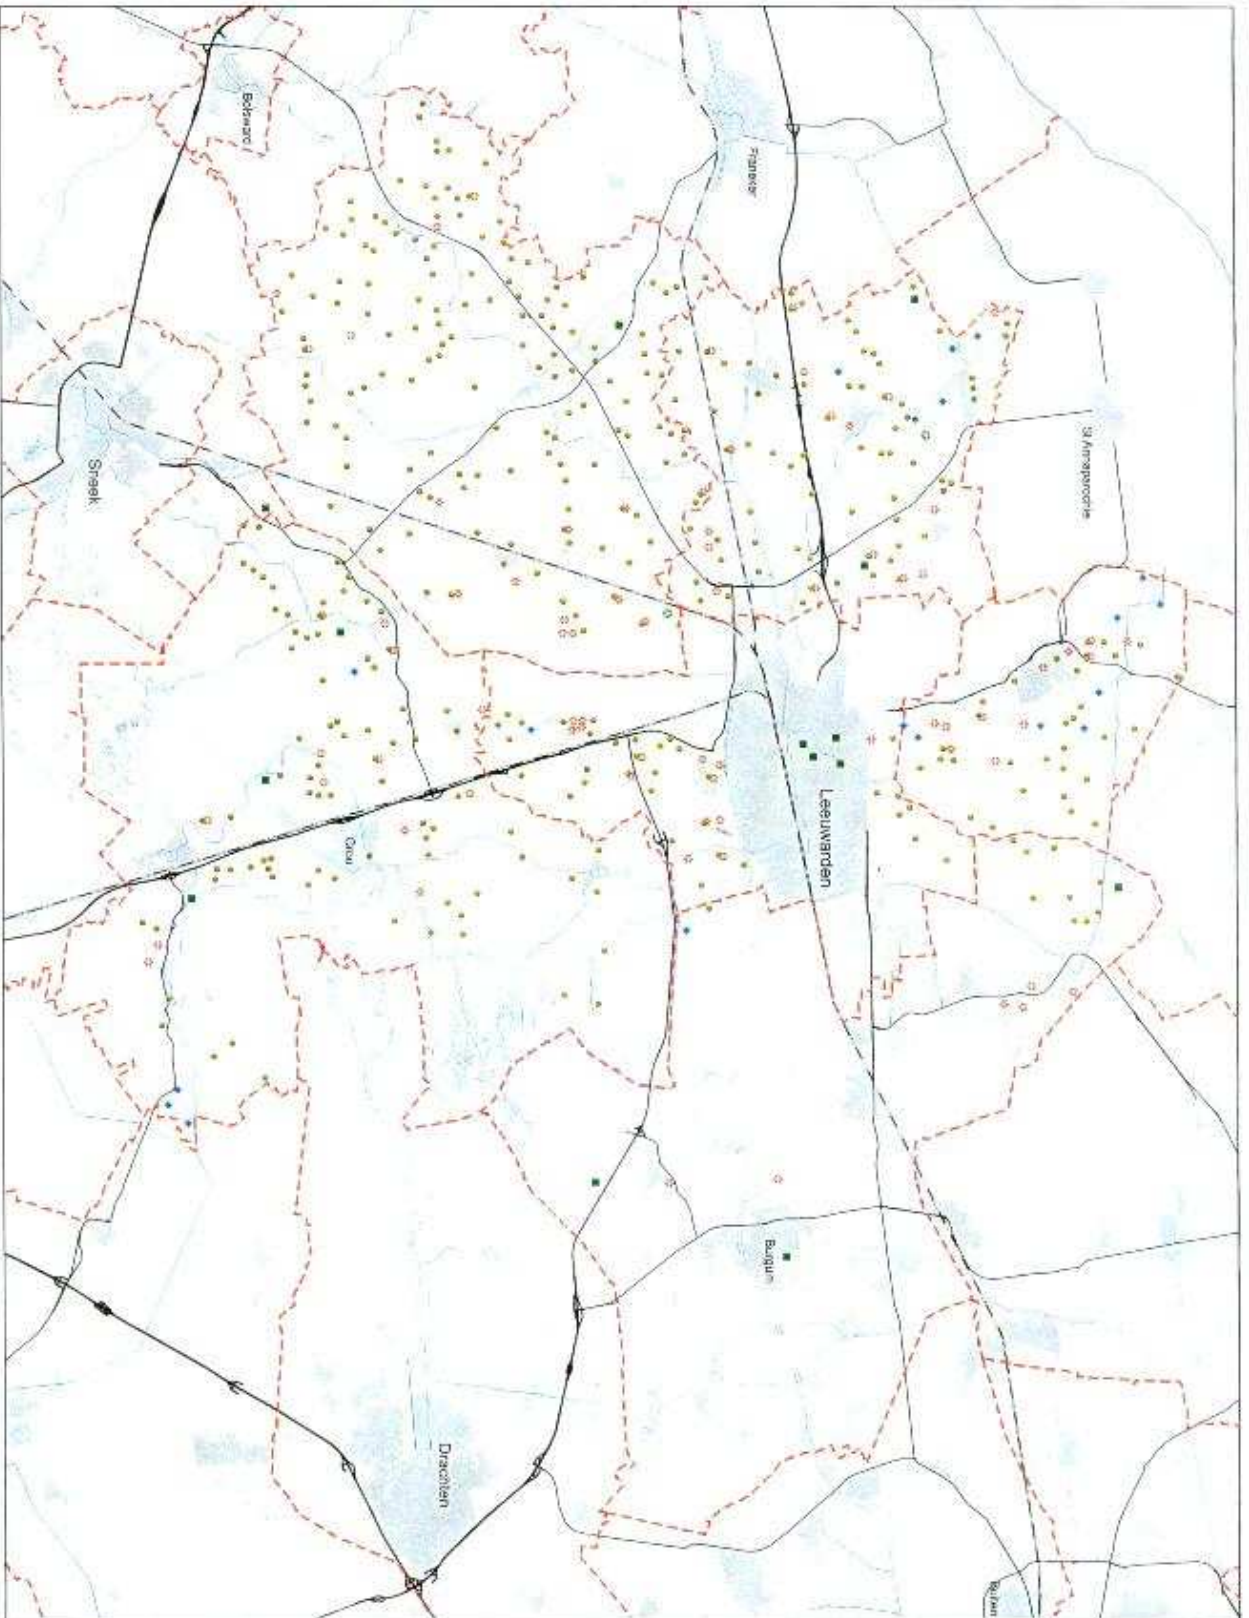 Bolsward
Franeker
St Annaparochie
Sneek
Leeuwarden
Grou
Burgum
Drachten